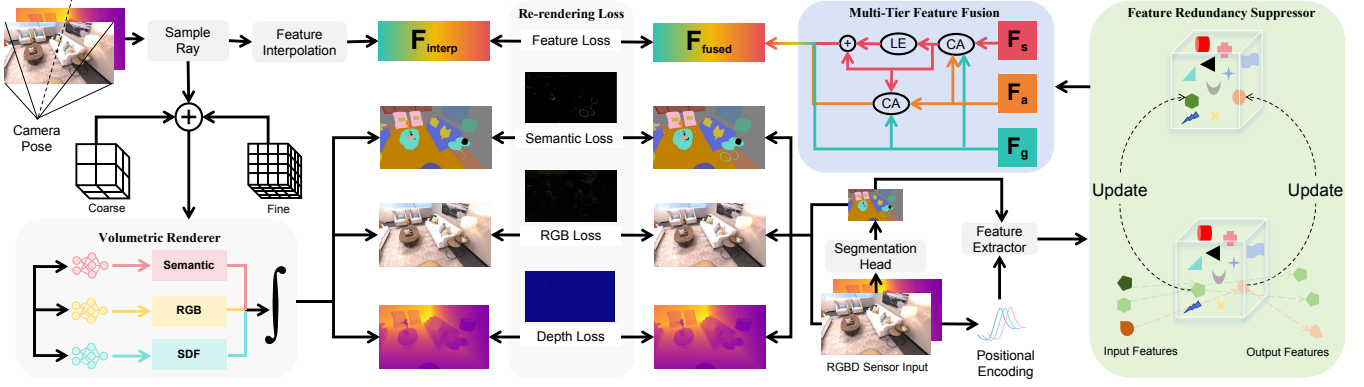 Camera
Pose
Sample
Ray
Feature
Interpolation
Coarse
Fine
Volumetric Renderer
Semantic
RGB
SDF
∫
Re-rendering Loss
F_interp
Feature Loss
F_fused
Semantic Loss
RGB Loss
Depth Loss
Multi-Tier Feature Fusion
+
LE
CA
F_s
CA
F_a
F_g
Segmentation
Head
RGBD Sensor Input
Feature
Extractor
Positional
Encoding
Feature Redundancy Suppressor
Update
Update
Input Features
Output Features